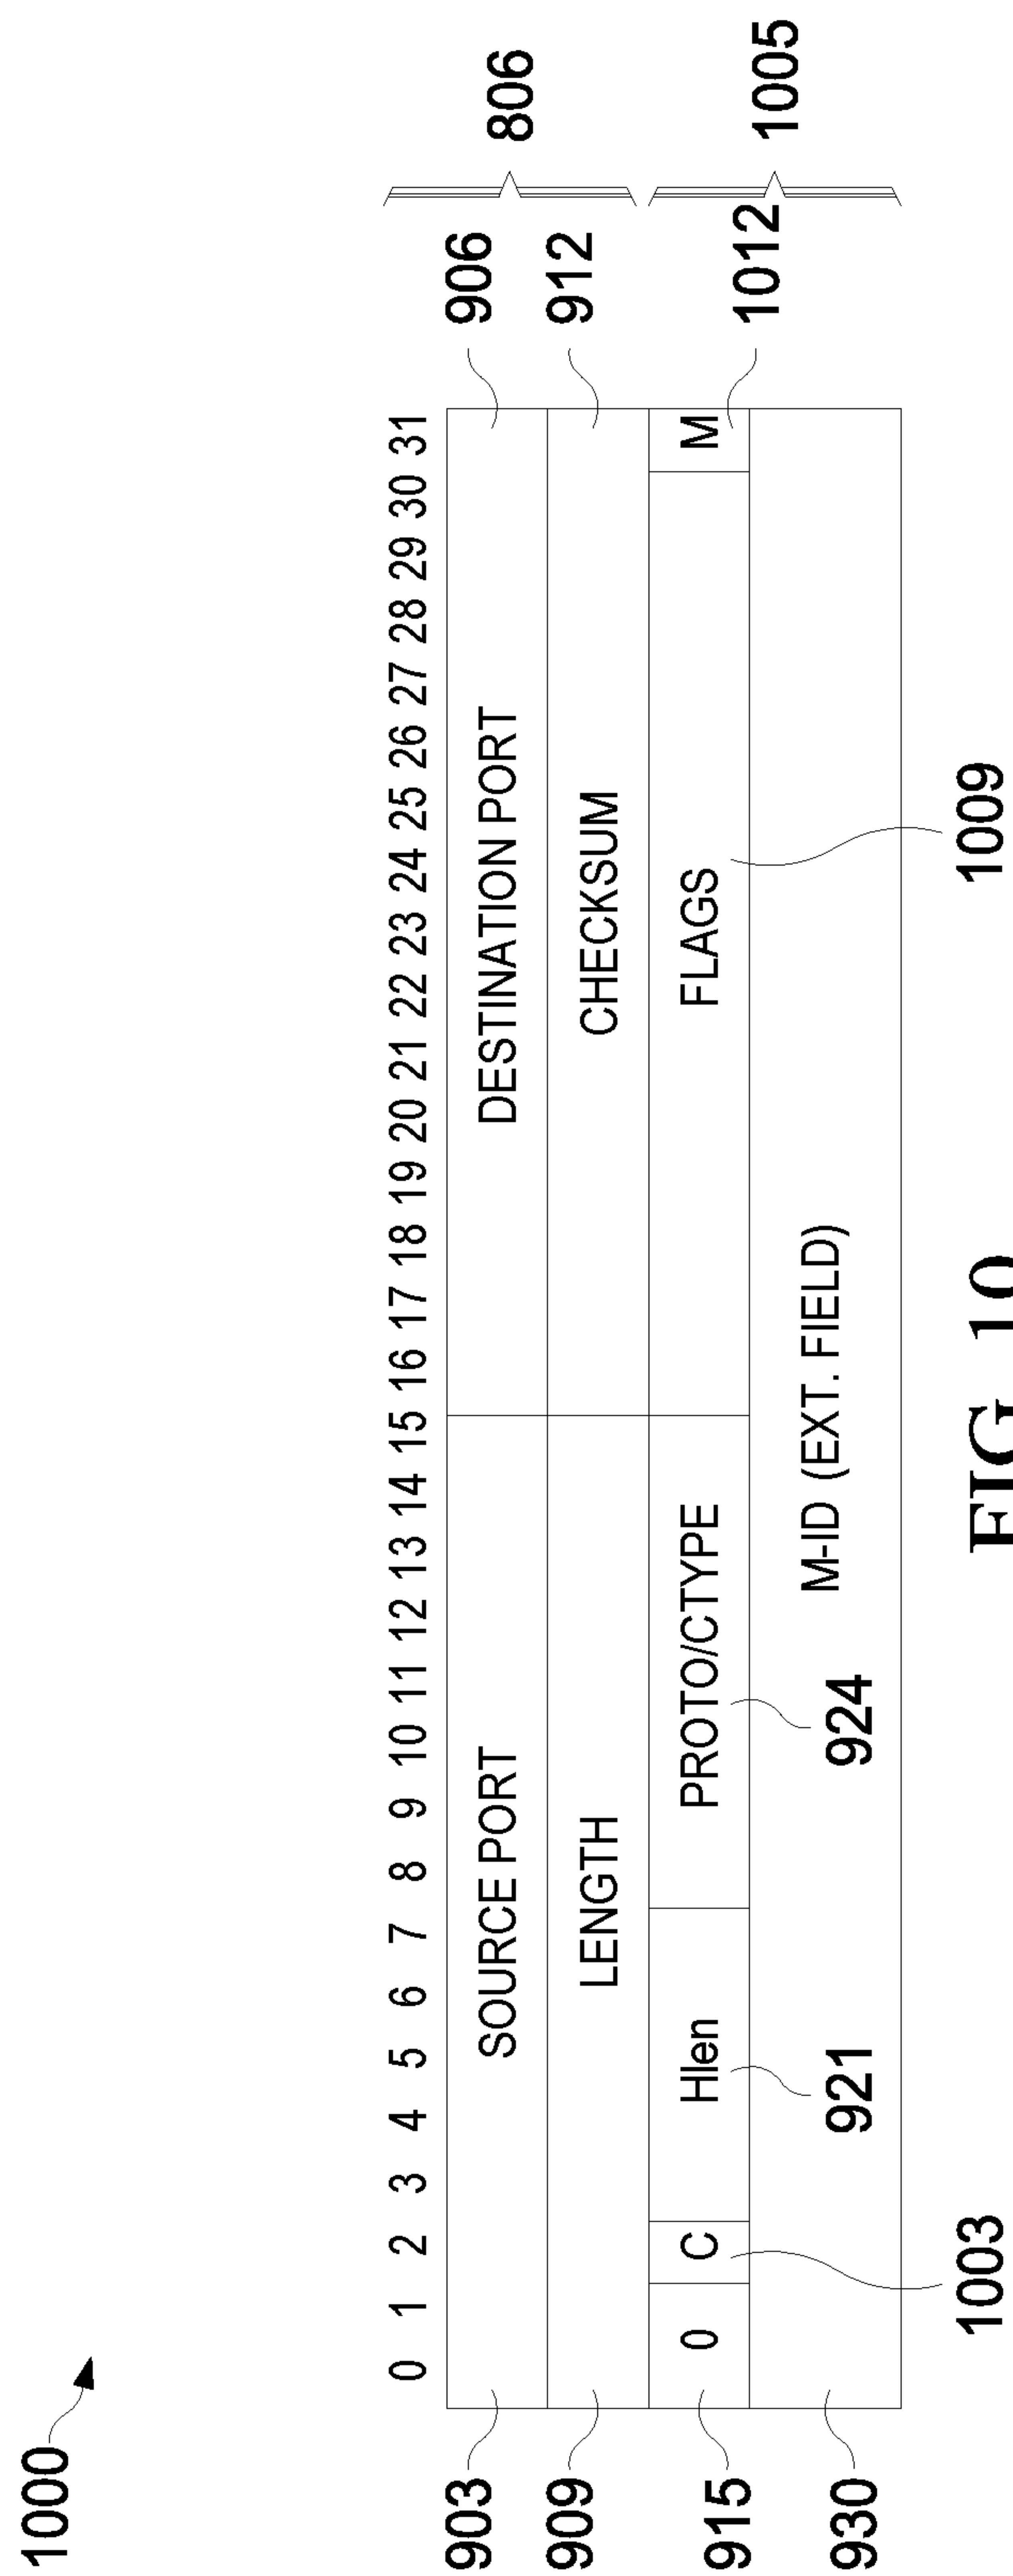 1000
0 1 2 3 4 5 6 7 8 9 10 11 12 13 14 15 16 17 18 19 20 21 22 23 24 25 26 27 28 29 30 31
903 SOURCE PORT DESTINATION PORT 906
806
909 LENGTH CHECKSUM 912
915 0 C Hlen PROTO/CTYPE FLAGS M 1012
1005
930 921 924 M-ID (EXT. FIELD)
1003 1009
FIG. 10